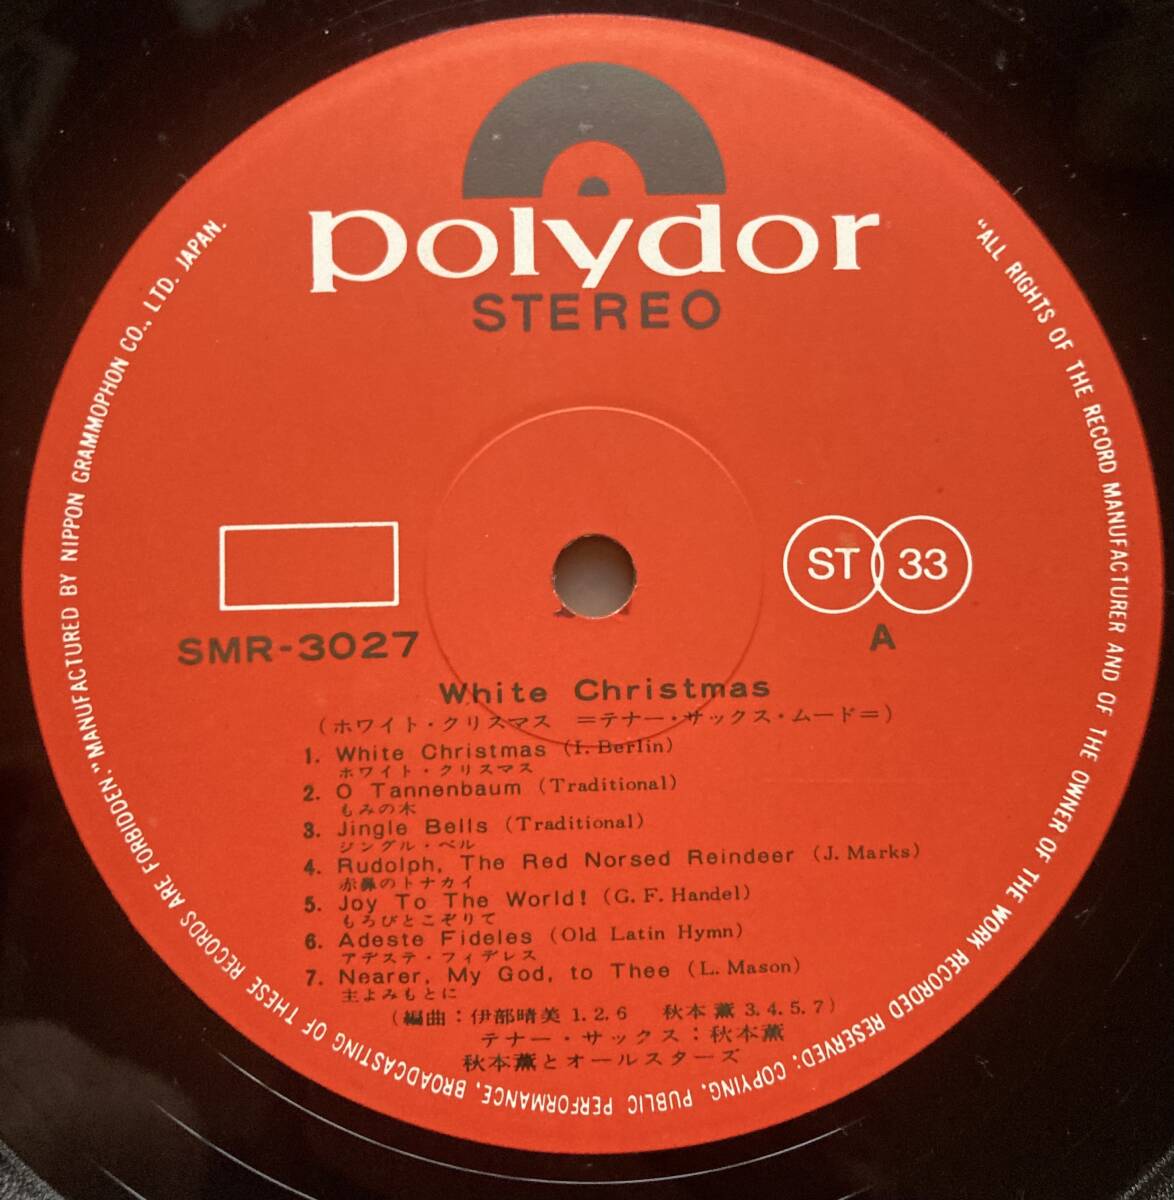 polydor
STEREO
"ALL RIGHTS OF THE RECORD MANUFACTURER AND OF THE OWNER OF THE WORK RECORDED RESERVED: COPYING, PUBLIC PERFORMANCE, BROADCASTING OF THESE RECORDS ARE FORBIDDEN." MANUFACTURED BY NIPPON GRAMMOPHON CO., LTD. JAPAN.
ST 33
SMR-3027
A
White Christmas
(ホワイト・クリスマス =テナー・サックス・ムード=)
1. White Christmas (I. Berlin)
ホワイト・クリスマス
2. O Tannenbaum (Traditional)
もみの木
3. Jingle Bells (Traditional)
ジングル・ベル
4. Rudolph, The Red Norsed Reindeer (J. Marks)
赤鼻のトナカイ
5. Joy To The World! (G. F. Handel)
もろびとこぞりて
6. Adeste Fideles (Old Latin Hymn)
アデステ・フィデレス
7. Nearer, My God, to Thee (L. Mason)
主よみもとに
(編曲：伊部晴美 1. 2. 6 秋本薫 3. 4. 5. 7)
テナー・サックス：秋本薫
秋本薫とオールスターズ